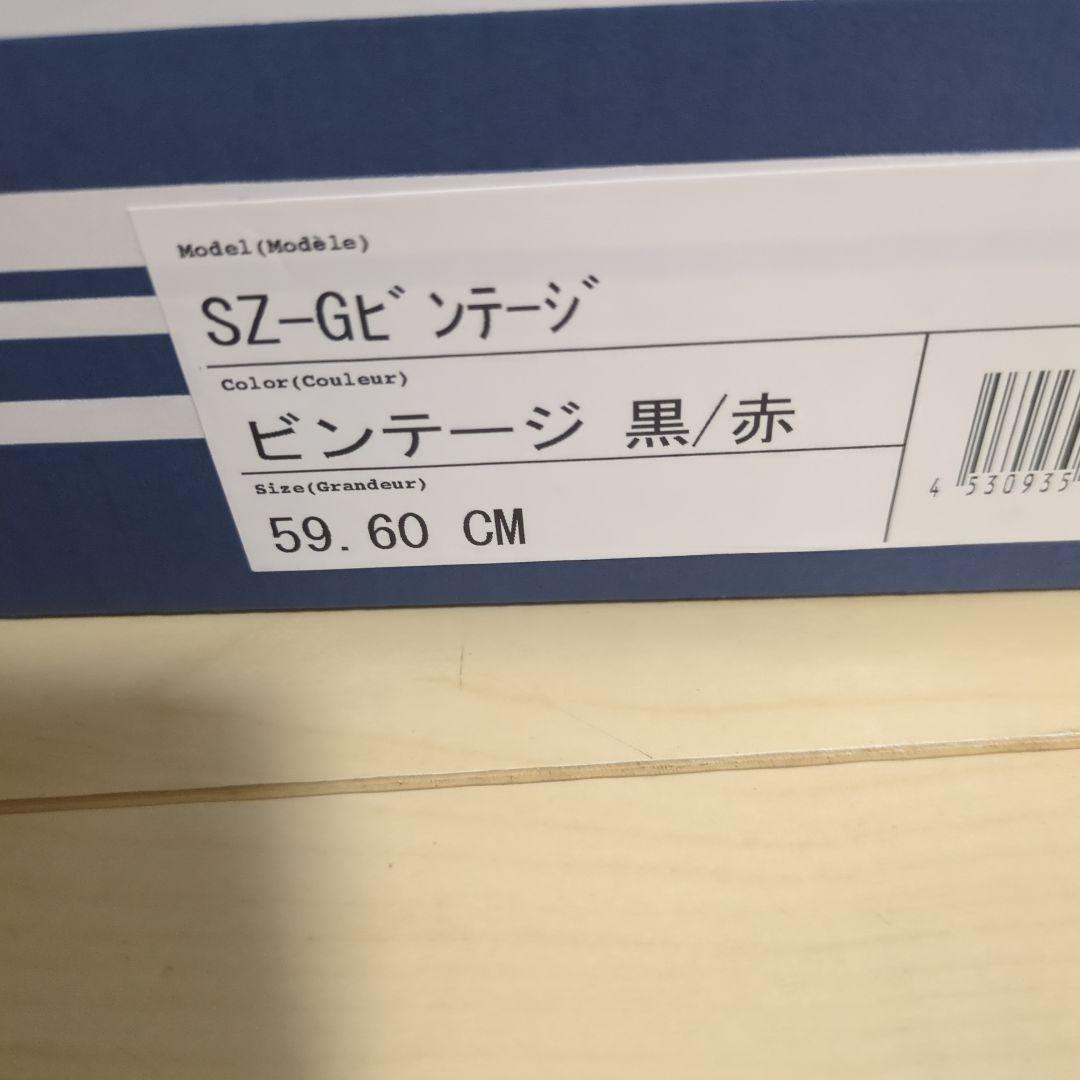 Model(Modèle)
SZ-Gﾋﾞﾝﾃｰｼﾞ
Color(Couleur)
ビンテージ 黒/赤
Size(Grandeur)
59.60 CM
4 530935